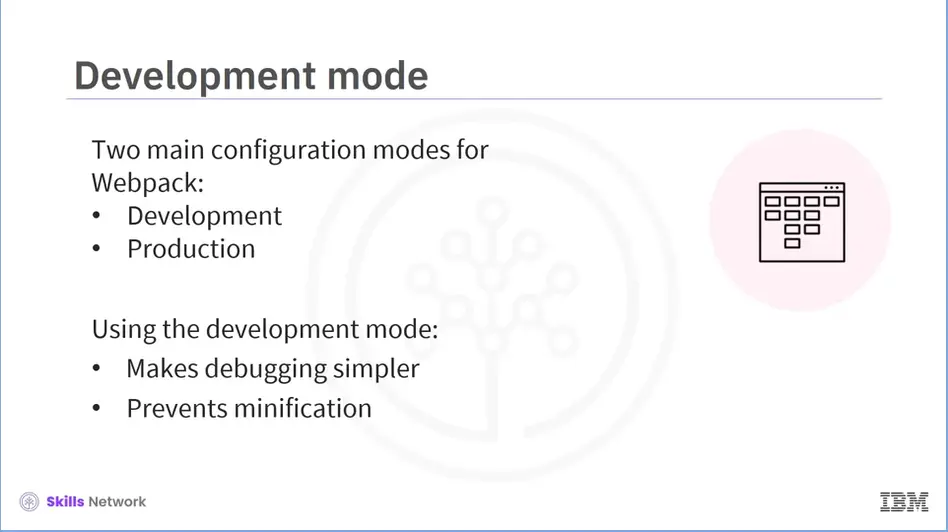 Development mode
Two main configuration modes for
Webpack:
• Development
• Production
Using the development mode:
• Makes debugging simpler
• Prevents minification
Skills Network
IBM